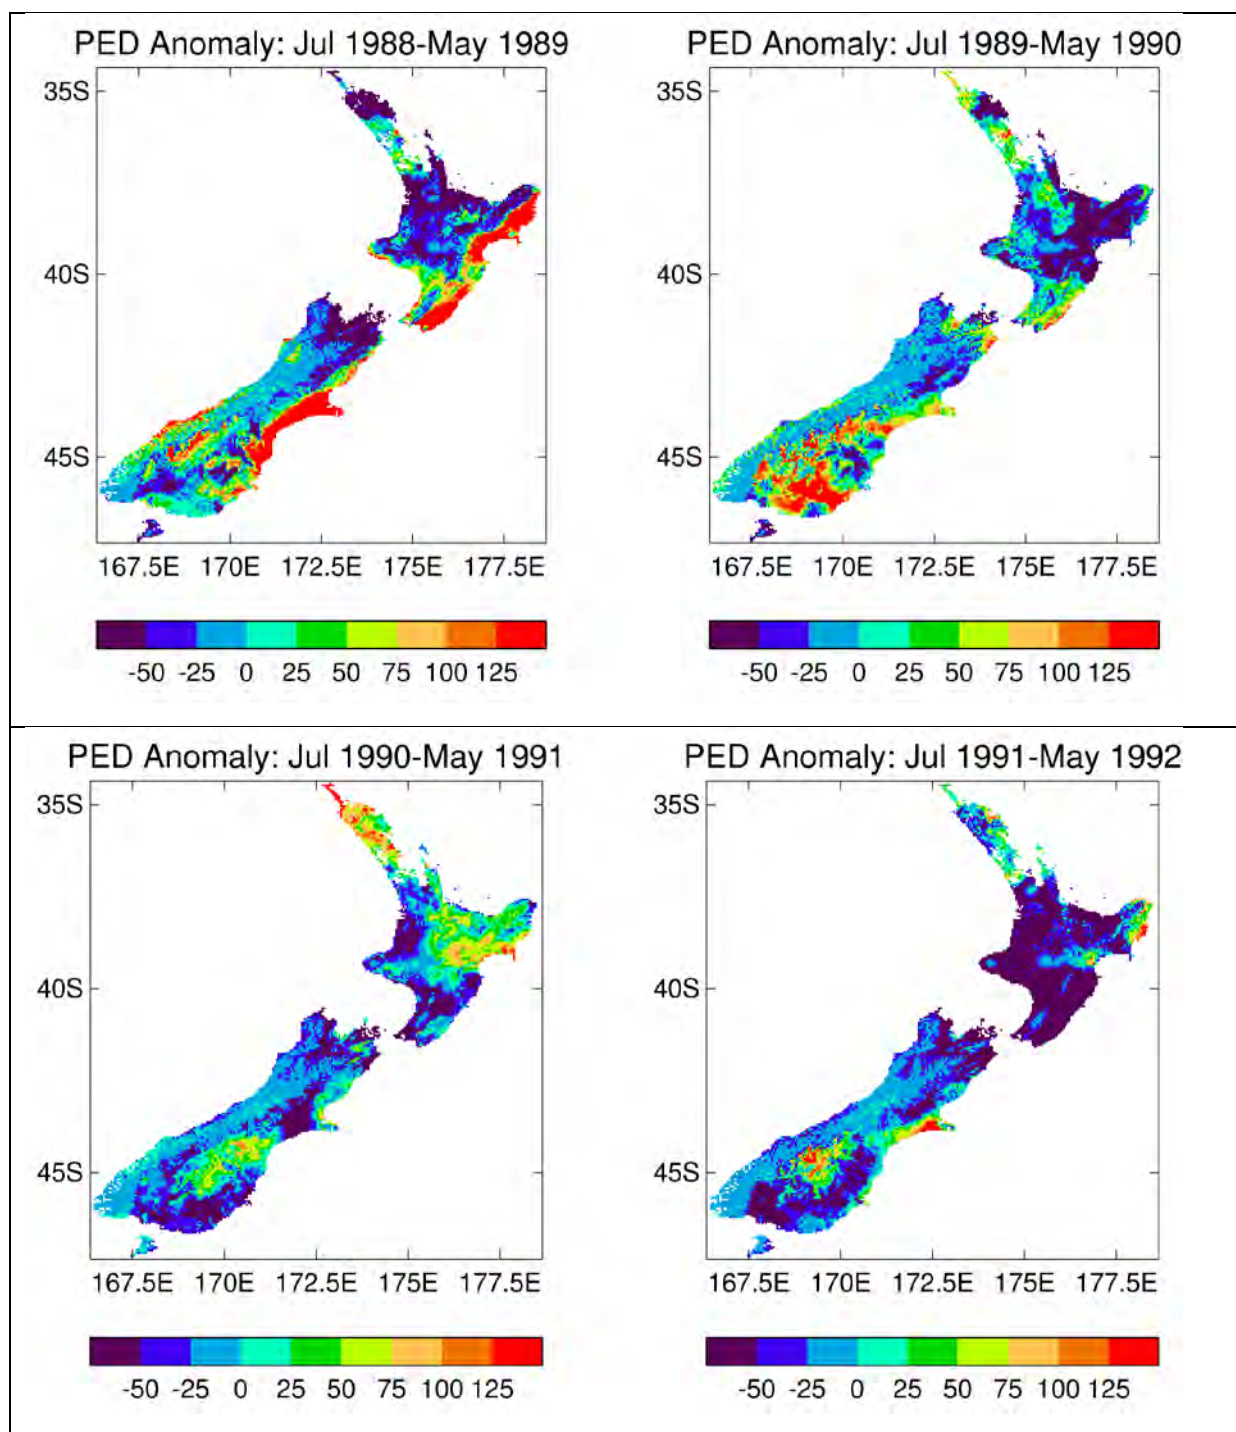 PED Anomaly: Jul 1988-May 1989
35S
40S
45S
167.5E 170E 172.5E 175E 177.5E
-50 -25 0 25 50 75 100 125
PED Anomaly: Jul 1989-May 1990
35S
40S
45S
167.5E 170E 172.5E 175E 177.5E
-50 -25 0 25 50 75 100 125
PED Anomaly: Jul 1990-May 1991
35S
40S
45S
167.5E 170E 172.5E 175E 177.5E
-50 -25 0 25 50 75 100 125
PED Anomaly: Jul 1991-May 1992
35S
40S
45S
167.5E 170E 172.5E 175E 177.5E
-50 -25 0 25 50 75 100 125